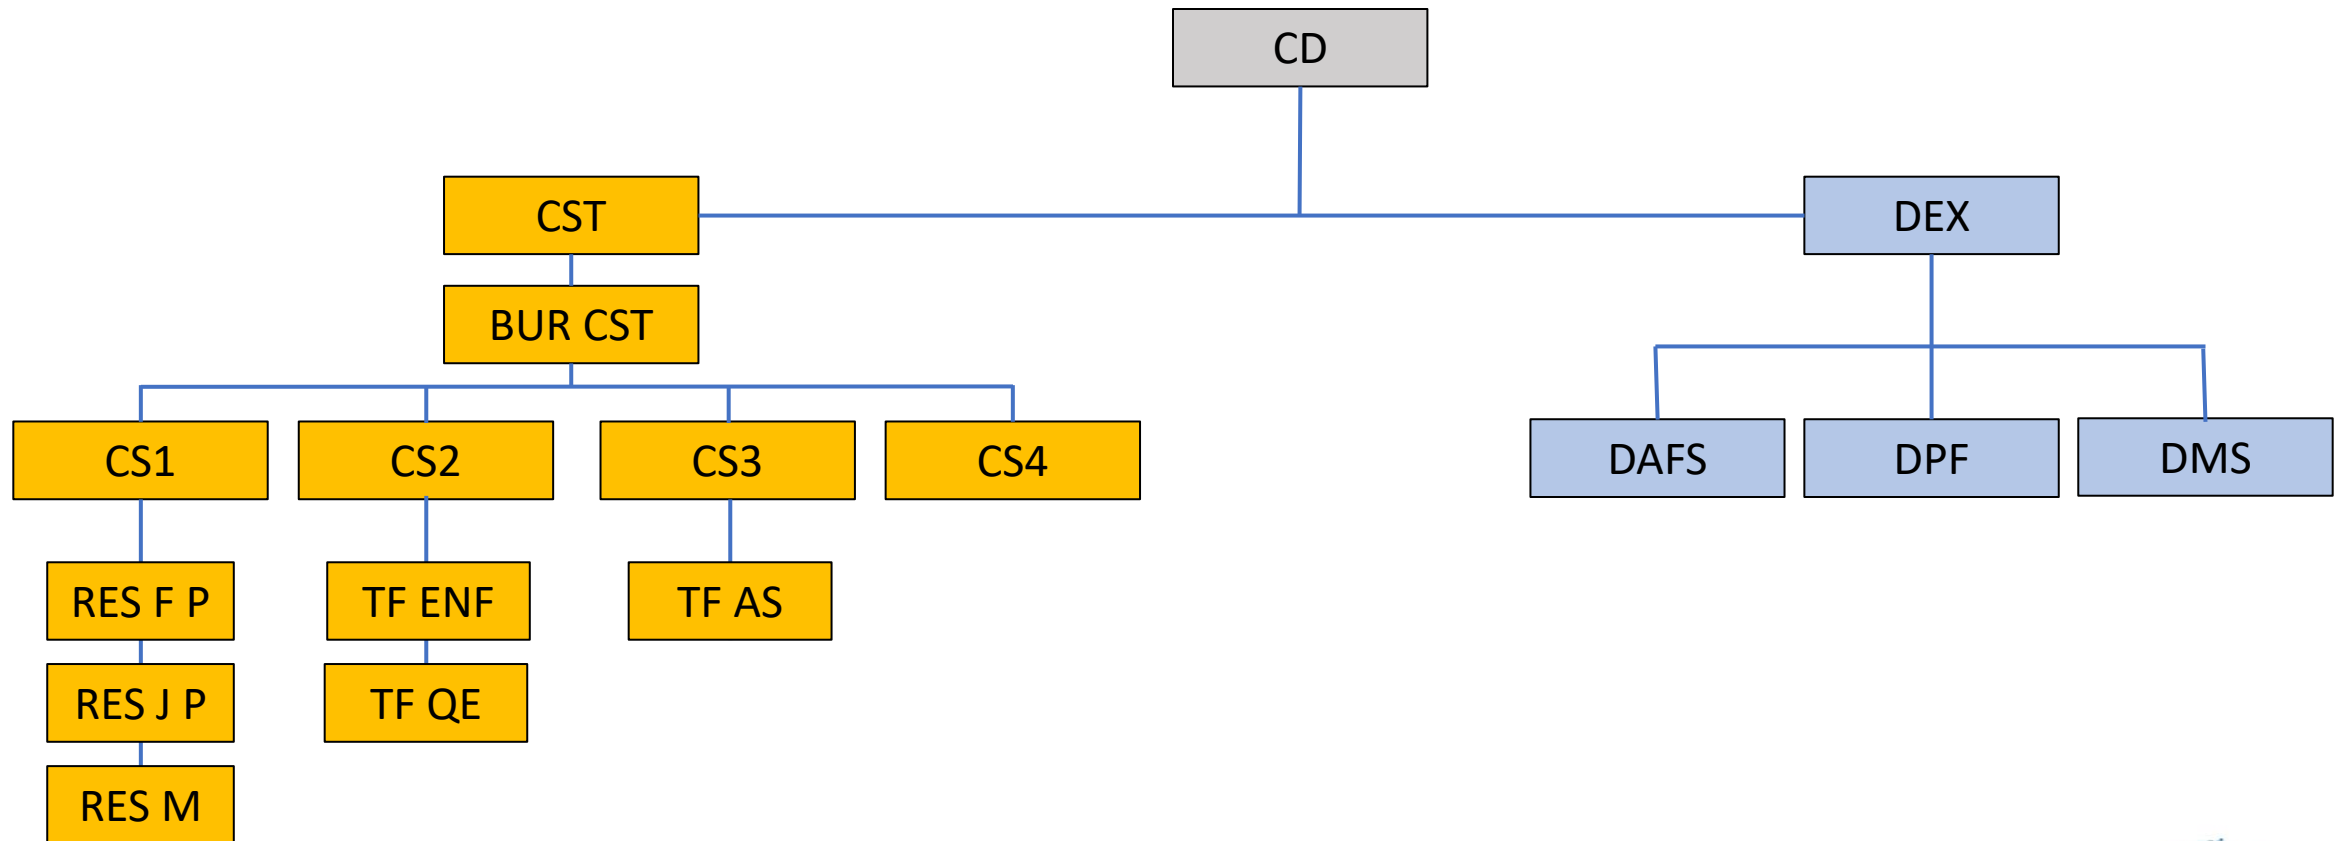 CD
CST
DEX
BUR CST
CS1
CS2
CS3
CS4
DAFS
DPF
DMS
RES F P
TF ENF
TF AS
RES J P
TF QE
RES M